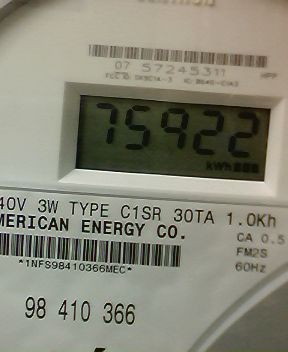 07 57245311
75922
kWh
40V 3W TYPE C1SR 30TA 1.0Kh
MERICAN ENERGY CO.
CA 0.5
FM2S
*1NFS98410366MEC*
60Hz
98 410 366